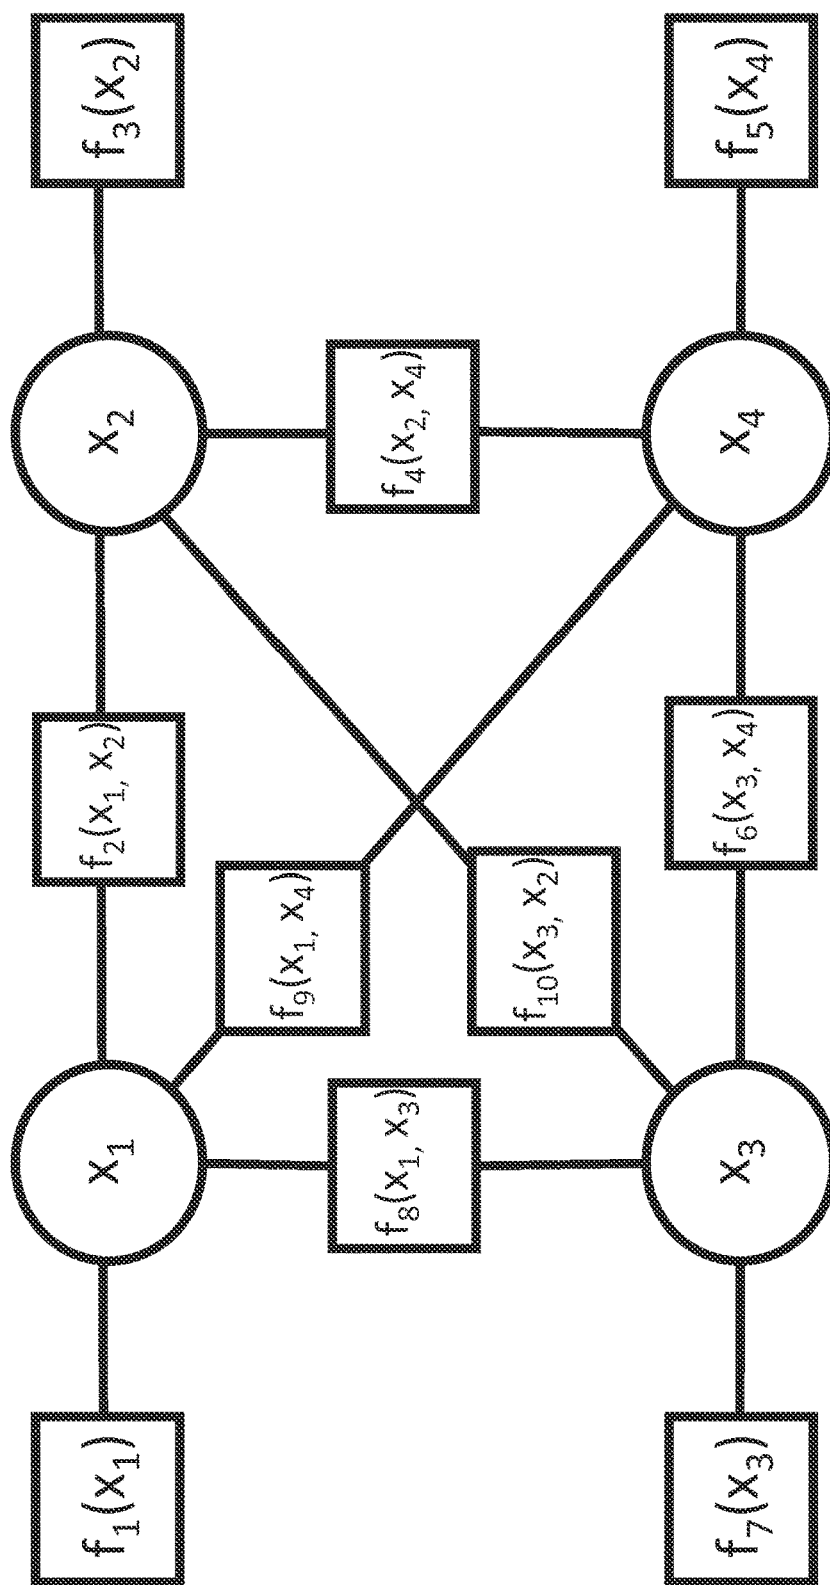 f₁(x₁)
x₁
f₂(x₁, x₂)
x₂
f₃(x₂)
f₉(x₁, x₄)
f₈(x₁, x₃)
f₄(x₂, x₄)
f₁₀(x₃, x₂)
f₇(x₃)
x₃
f₆(x₃, x₄)
x₄
f₅(x₄)